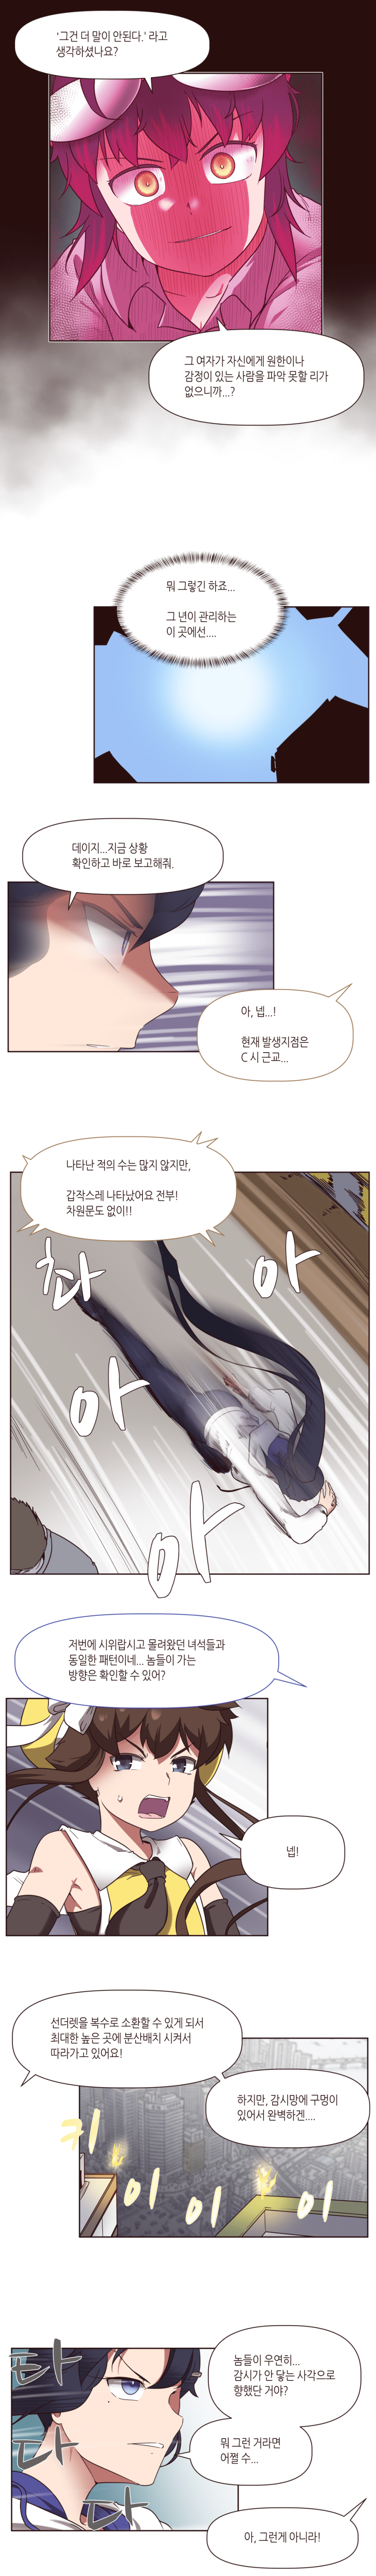 '그건 더 말이 안된다.' 라고
생각하셨나요?
그 여자가 자신에게 원한이나
감정이 있는 사람을 파악 못할 리가
없으니까...?
뭐 그렇긴 하죠...
그 년이 관리하는
이 곳에선....
데이지...지금 상황
확인하고 바로 보고해줘.
아, 넵...!
현재 발생지점은
C 시 근교...
나타난 적의 수는 많지 않지만,
갑작스레 나타났어요 전부!
차원문도 없이!!
촤
아
아
아
저번에 시위랍시고 몰려왔던 녀석들과
동일한 패턴이네... 놈들이 가는
방향은 확인할 수 있어?
넵!
선더렛을 복수로 소환할 수 있게 되서
최대한 높은 곳에 분산배치 시켜서
따라가고 있어요!
하지만, 감시망에 구멍이
있어서 완벽하겐....
키
이
이
이
놈들이 우연히...
감시가 안 닿는 사각으로
향했단 거야?
뭐 그런 거라면
어쩔 수...
타
다
다
아, 그런게 아니라!